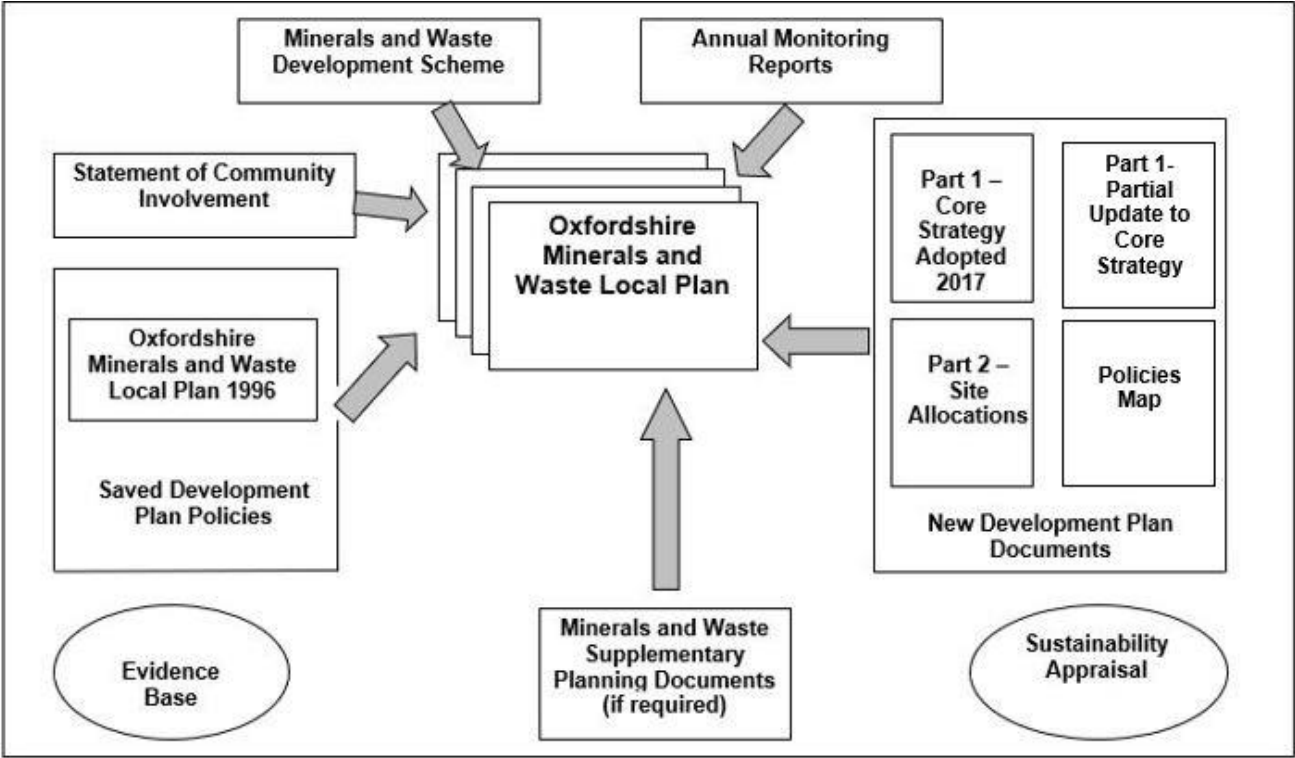 Minerals and Waste
Development Scheme
Annual Monitoring
Reports
Statement of Community
Involvement
Oxfordshire
Minerals and
Waste Local Plan
Part 1 –
Core
Strategy
Adopted
2017
Part 1-
Partial
Update to
Core
Strategy
Oxfordshire
Minerals and Waste
Local Plan 1996
Part 2 –
Site
Allocations
Policies
Map
Saved Development
Plan Policies
New Development Plan
Documents
Evidence
Base
Minerals and Waste
Supplementary
Planning Documents
(if required)
Sustainability
Appraisal